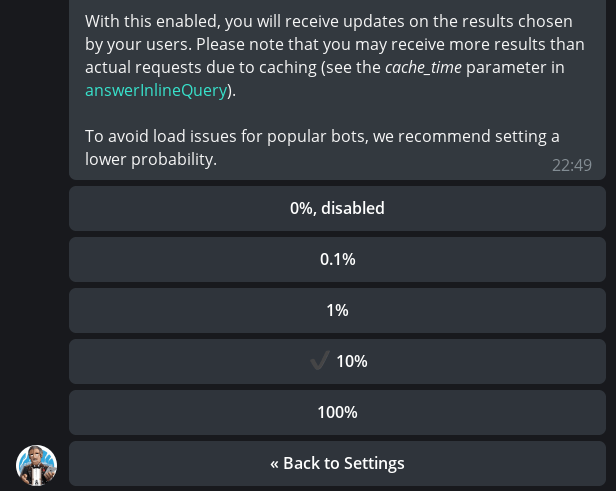 With this enabled, you will receive updates on the results chosen
by your users. Please note that you may receive more results than
actual requests due to caching (see the cache_time parameter in
answerInlineQuery).
To avoid load issues for popular bots, we recommend setting a
lower probability.
22:49
0%, disabled
0.1%
1%
✔ 10%
100%
« Back to Settings